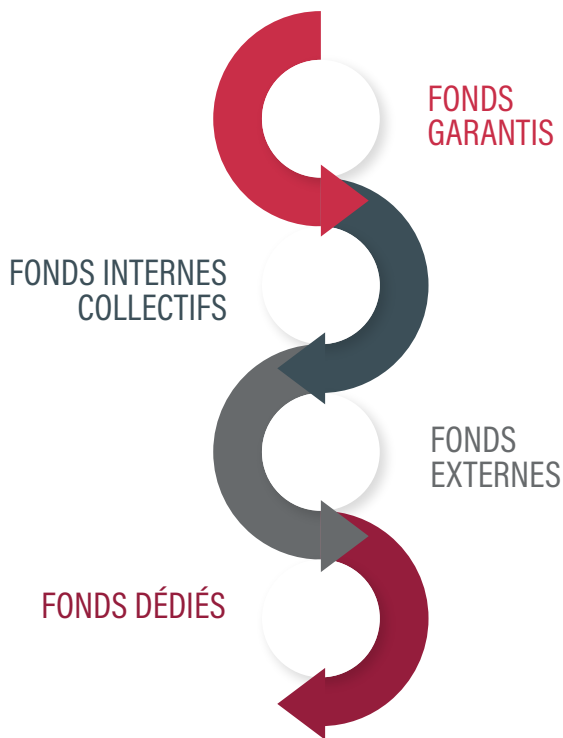 FONDS
GARANTIS
FONDS INTERNES
COLLECTIFS
FONDS
EXTERNES
FONDS DÉDIÉS